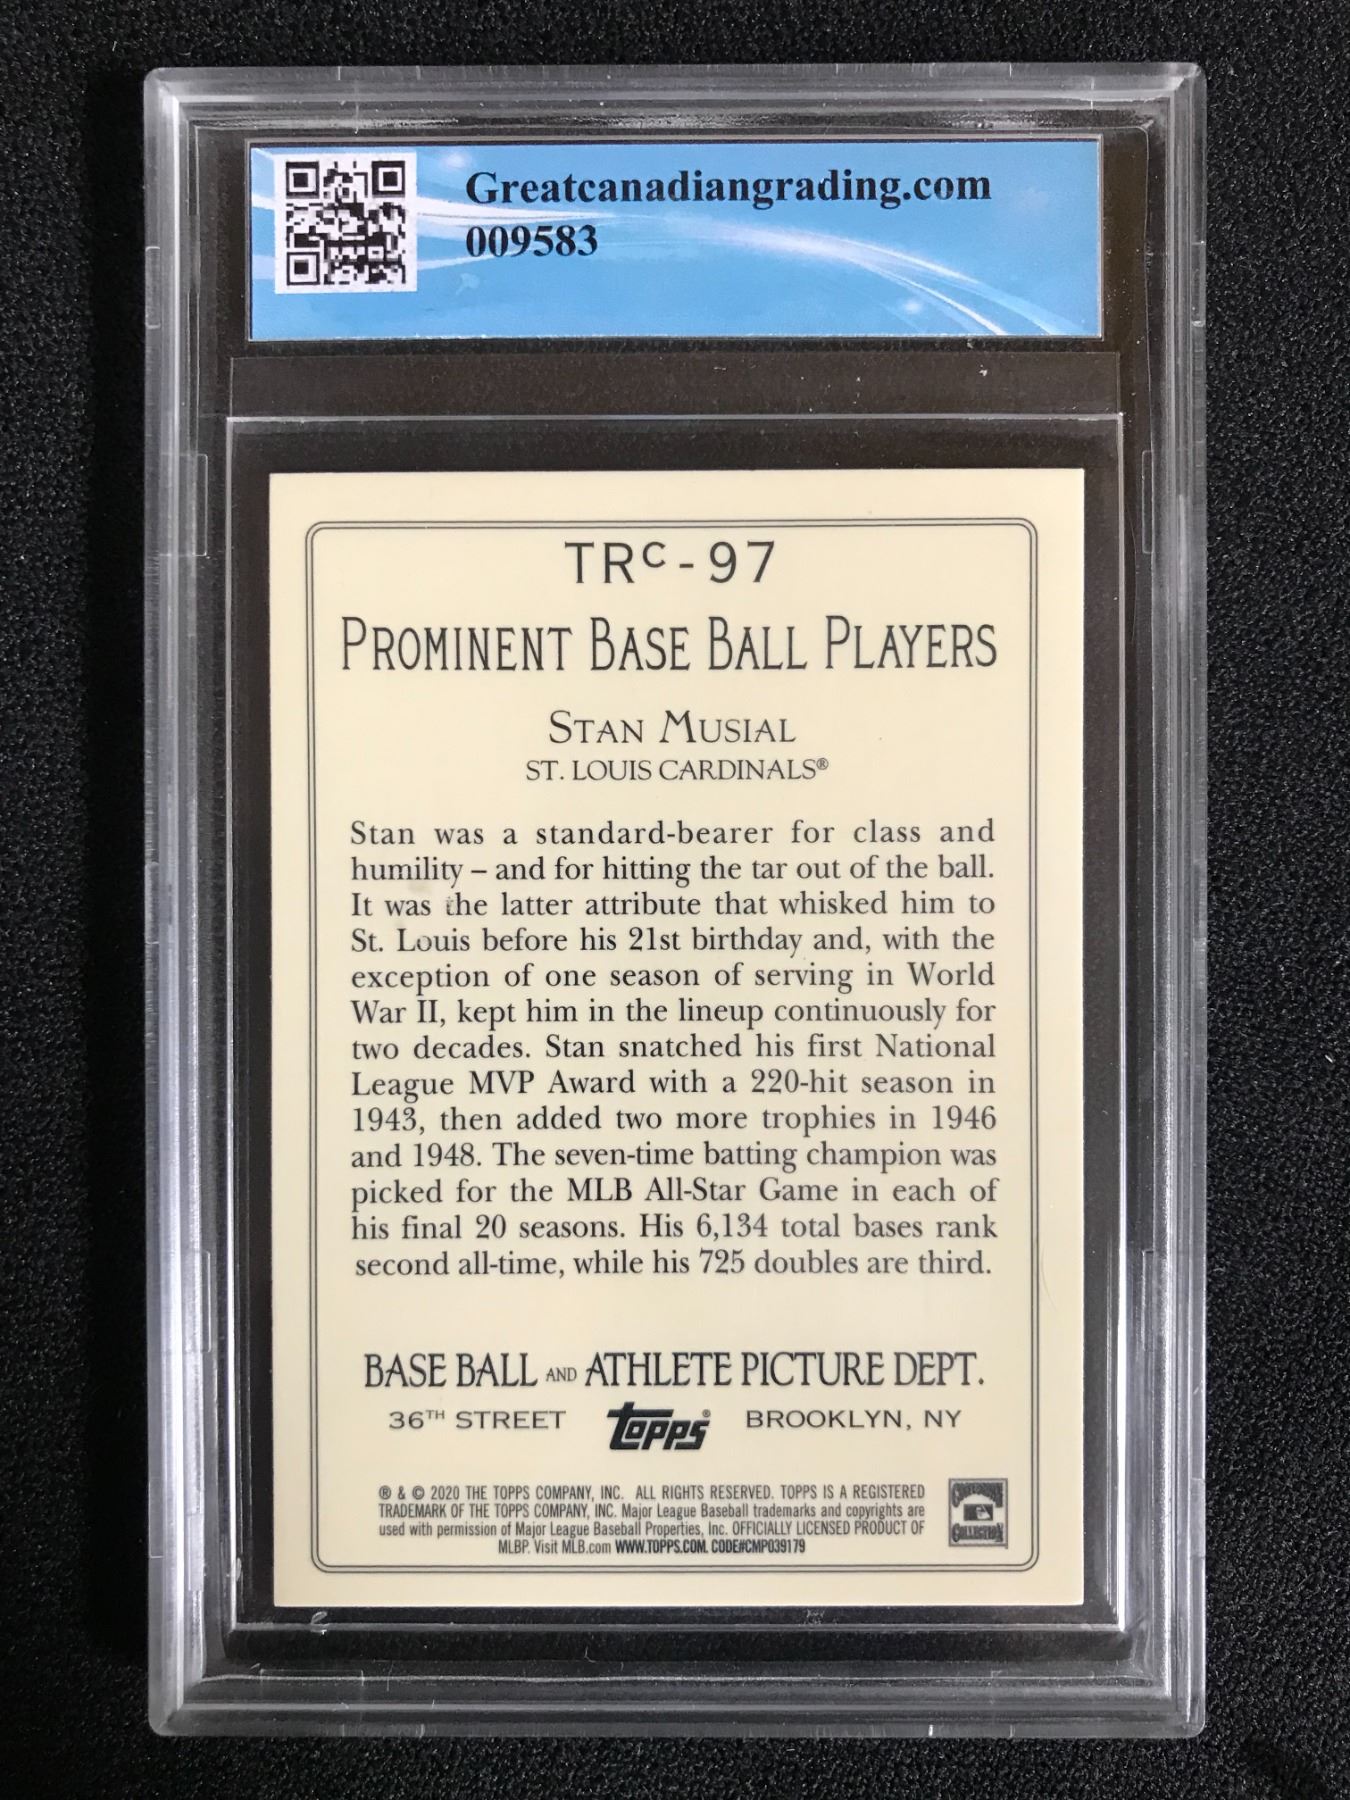 Greatcanadiangrading.com
009583
TRC-97
PROMINENT BASE BALL PLAYERS
STAN MUSIAL
ST. LOUIS CARDINALS®
Stan was a standard-bearer for class and
humility – and for hitting the tar out of the ball.
It was the latter attribute that whisked him to
St. Louis before his 21st birthday and, with the
exception of one season of serving in World
War II, kept him in the lineup continuously for
two decades. Stan snatched his first National
League MVP Award with a 220-hit season in
1943, then added two more trophies in 1946
and 1948. The seven-time batting champion was
picked for the MLB All-Star Game in each of
his final 20 seasons. His 6,134 total bases rank
second all-time, while his 725 doubles are third.
BASE BALL AND ATHLETE PICTURE DEPT.
36TH STREET topps® BROOKLYN, NY
® & © 2020 THE TOPPS COMPANY, INC. ALL RIGHTS RESERVED. TOPPS IS A REGISTERED
TRADEMARK OF THE TOPPS COMPANY, INC. Major League Baseball trademarks and copyrights are
used with permission of Major League Baseball Properties, Inc. OFFICIALLY LICENSED PRODUCT OF
MLBP. Visit MLB.com WWW.TOPPS.COM. CODE#CMP039179
COOPERSTOWN
COLLECTION